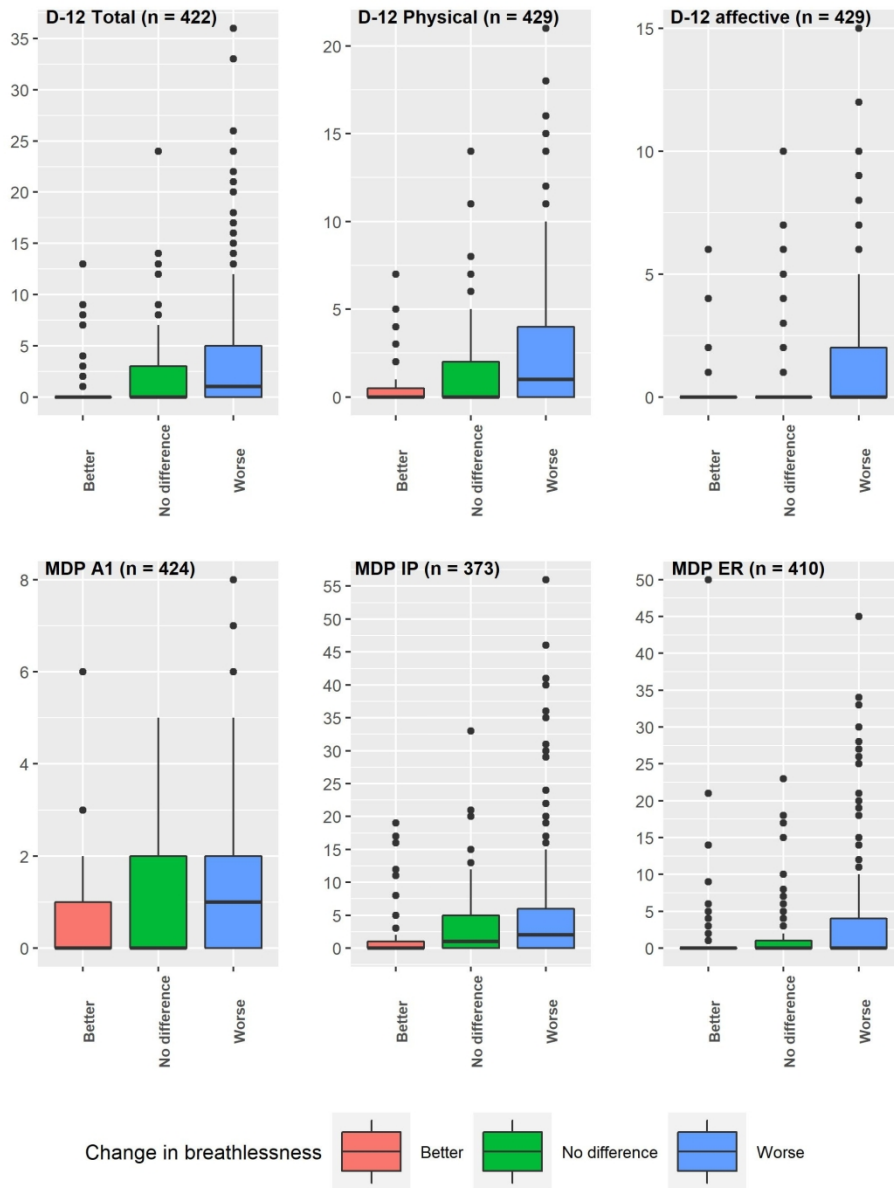 D-12 Total (n = 422)
35
30
25
20
15
10
5
0
Better
No difference
Worse
D-12 Physical (n = 429)
20
15
10
5
0
Better
No difference
Worse
D-12 affective (n = 429)
15
10
5
0
Better
No difference
Worse
MDP A1 (n = 424)
8
6
4
2
0
Better
No difference
Worse
MDP IP (n = 373)
55
50
45
40
35
30
25
20
15
10
5
0
Better
No difference
Worse
MDP ER (n = 410)
50
45
40
35
30
25
20
15
10
5
0
Better
No difference
Worse
Change in breathlessness Better No difference Worse